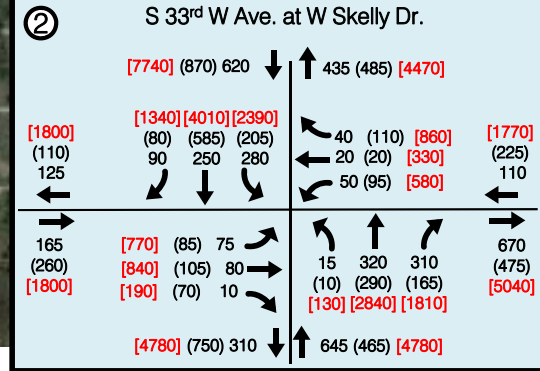 ② S 33rd W Ave. at W Skelly Dr.
[7740] (870) 620
435 (485) [4470]
[1340] [4010] [2390]
(80) (585) (205)
90 250 280
40 (110) [860]
20 (20) [330]
50 (95) [580]
[1800]
(110)
125
[1770]
(225)
110
165
(260)
[1800]
[770] (85) 75
[840] (105) 80
[190] (70) 10
15 320 310
(10) (290) (165)
[130] [2840] [1810]
670
(475)
[5040]
[4780] (750) 310
645 (465) [4780]